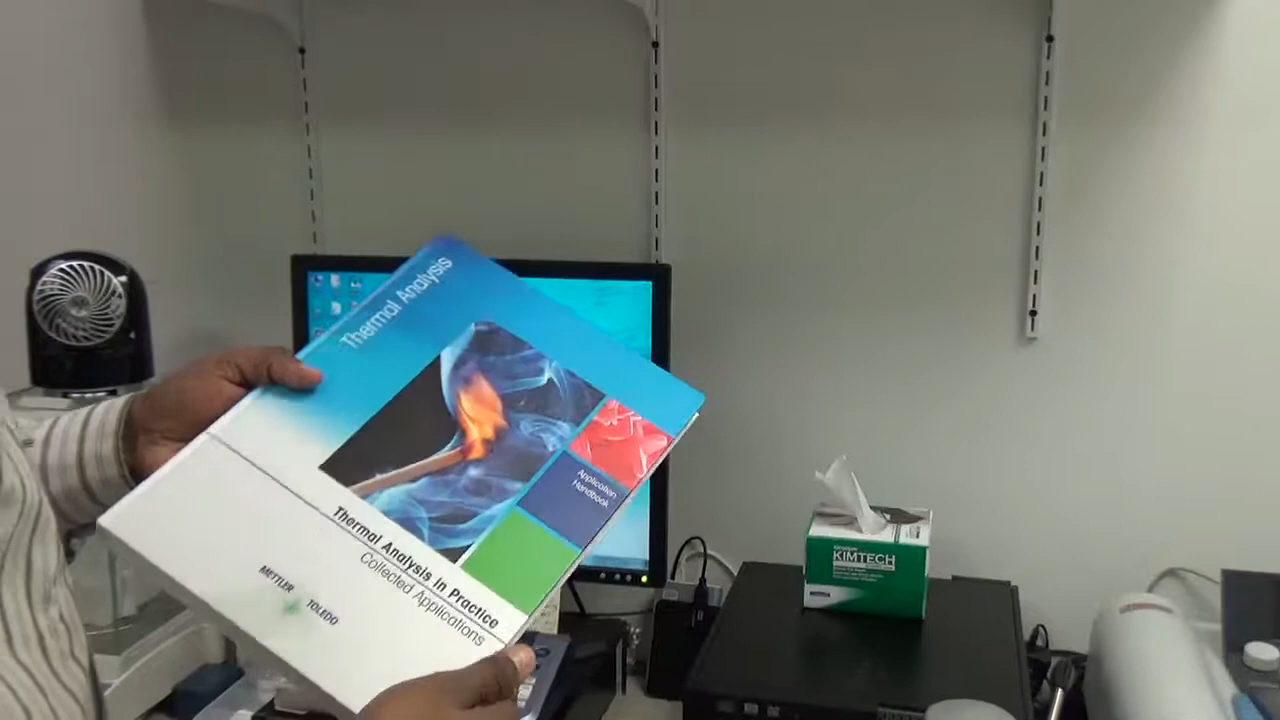 Thermal Analysis
Application
Handbook
Thermal Analysis in Practice
Collected Applications
METTLER TOLEDO
KIMTECH